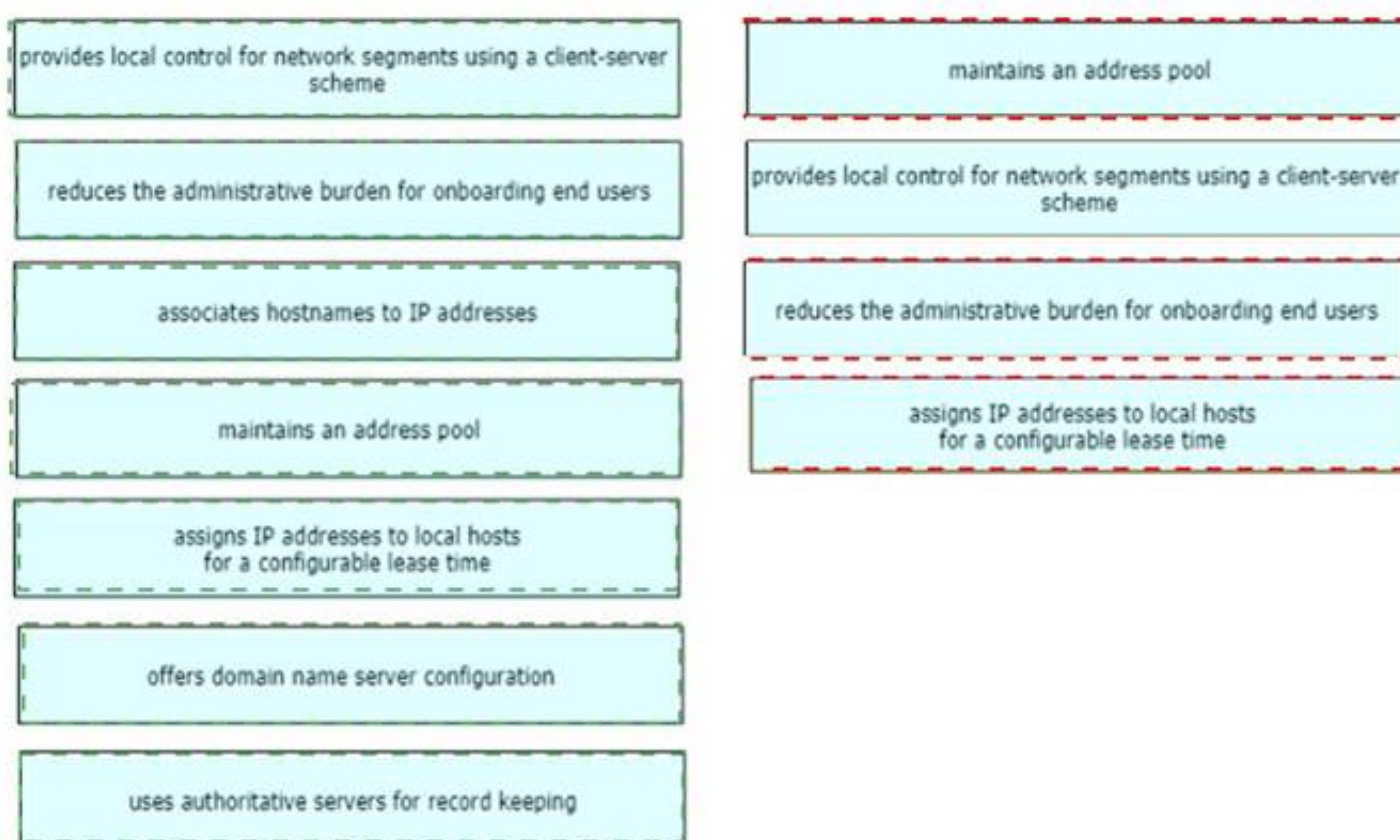 provides local control for network segments using a client-server
scheme
reduces the administrative burden for onboarding end users
associates hostnames to IP addresses
maintains an address pool
assigns IP addresses to local hosts
for a configurable lease time
offers domain name server configuration
uses authoritative servers for record keeping
maintains an address pool
provides local control for network segments using a client-server
scheme
reduces the administrative burden for onboarding end users
assigns IP addresses to local hosts
for a configurable lease time